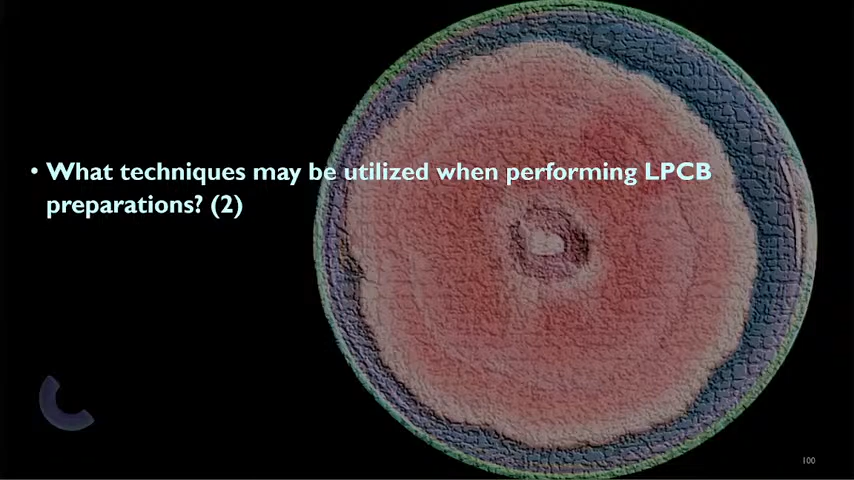 • What techniques may be utilized when performing LPCB
preparations? (2)
100